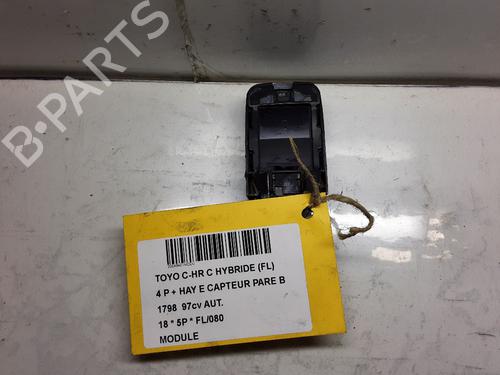 B-PARTS
TOYO C-HR C HYBRIDE (FL)
4 P + HAY E CAPTEUR PARE B
1798 97cv AUT.
18 * 5P * FL/080
MODULE